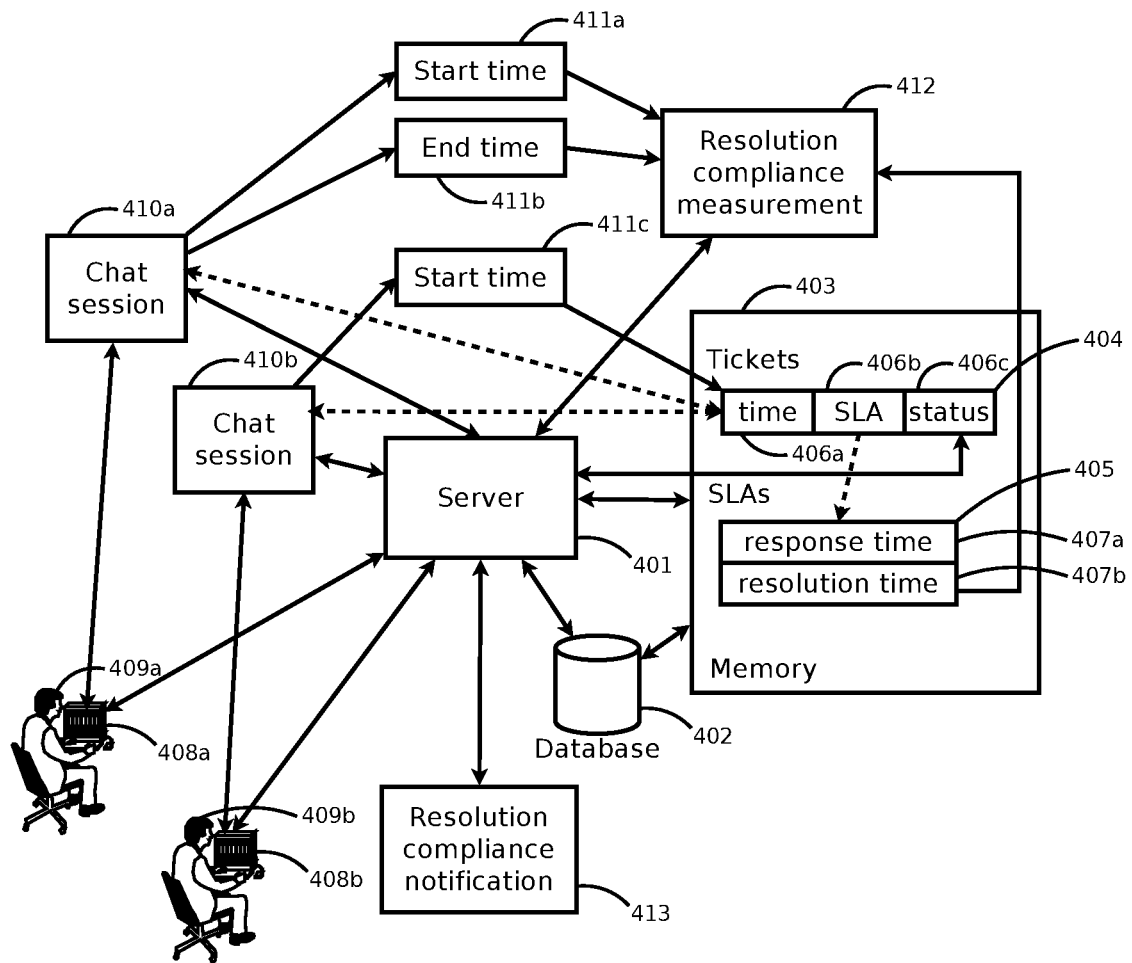 411a
Start time
412
End time
Resolution
compliance
measurement
411b
410a
411c
Chat
session
Start time
403
404
410b
Tickets
406b
406c
time
SLA
status
Chat
session
406a
405
Server
SLAs
401
response time
407a
resolution time
407b
409a
Memory
408a
402
Database
409b
Resolution
compliance
notification
408b
413